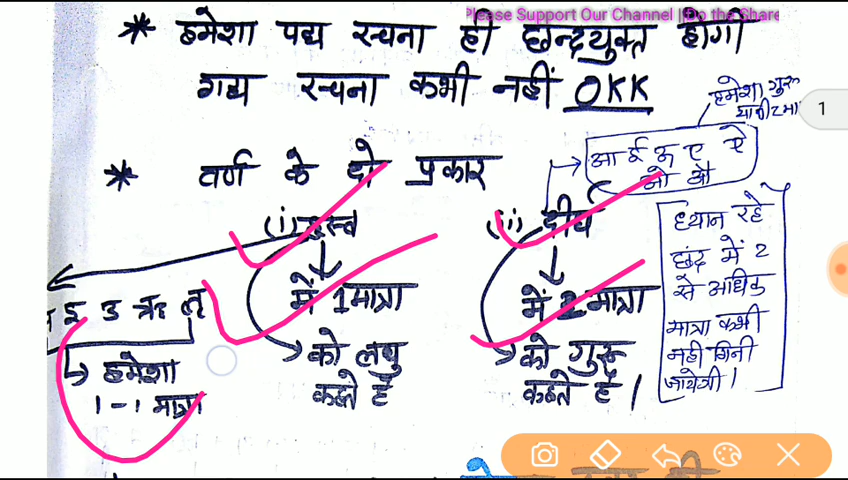 Please Support Our Channel || Do the Share
* हमेशा पद्य रचना ही छन्दयुक्त होगी
गद्य रचना कभी नहीं OKK
हमेशा गुरु
1
* वर्ण के दो प्रकार
आ ई ऊ ए ऐ
ओ औ
(i) ह्रस्व
(ii) दीर्घ
इ उ ऋ लृ
में 1 मात्रा
में 2 मात्रा
हमेशा
1-1 मात्रा
को लघु
कहते हैं
को गुरू
कहते हैं।
ध्यान रहे
छंद में 2
से अधिक
मात्रा कभी
नही गिनी
जायेगी।